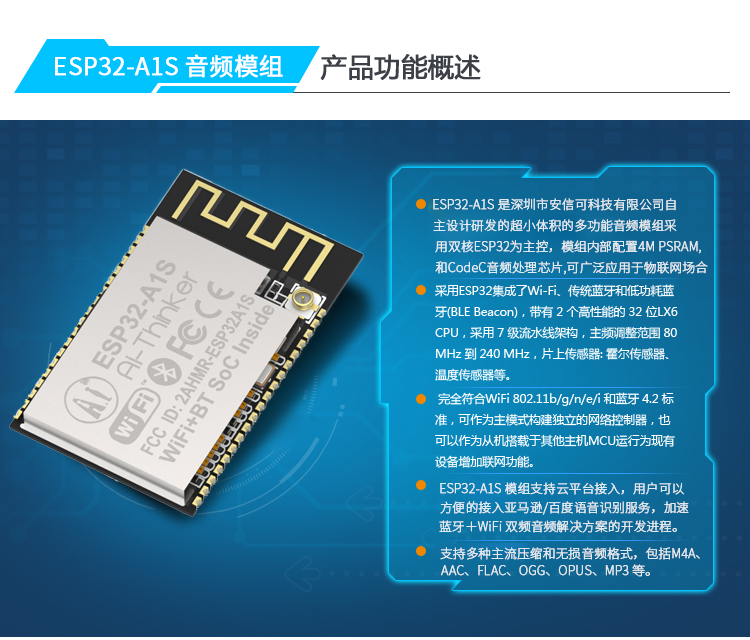 ESP32-A1S 音频模组
产品功能概述
ESP32-A1S
AI-Thinker
Ai
WiFi
FCC ID: 2AHMR-ESP32A1S
WiFi+BT SoC Inside
ESP32-A1S 是深圳市安信可科技有限公司自
主设计研发的超小体积的多功能音频模组采
用双核ESP32为主控，模组内部配置4M PSRAM,
和CodeC音频处理芯片,可广泛应用于物联网场合
采用ESP32集成了Wi-Fi、传统蓝牙和低功耗蓝
牙(BLE Beacon)，带有 2 个高性能的 32 位LX6
CPU，采用 7 级流水线架构，主频调整范围 80
MHz 到 240 MHz，片上传感器: 霍尔传感器、
温度传感器等。
完全符合WiFi 802.11b/g/n/e/i 和蓝牙 4.2 标
准，可作为主模式构建独立的网络控制器，也
可以作为从机搭载于其他主机MCU运行为现有
设备增加联网功能。
ESP32-A1S 模组支持云平台接入，用户可以
方便的接入亚马逊/百度语音识别服务，加速
蓝牙＋WiFi 双频音频解决方案的开发进程。
支持多种主流压缩和无损音频格式，包括M4A、
AAC、FLAC、OGG、OPUS、MP3 等。